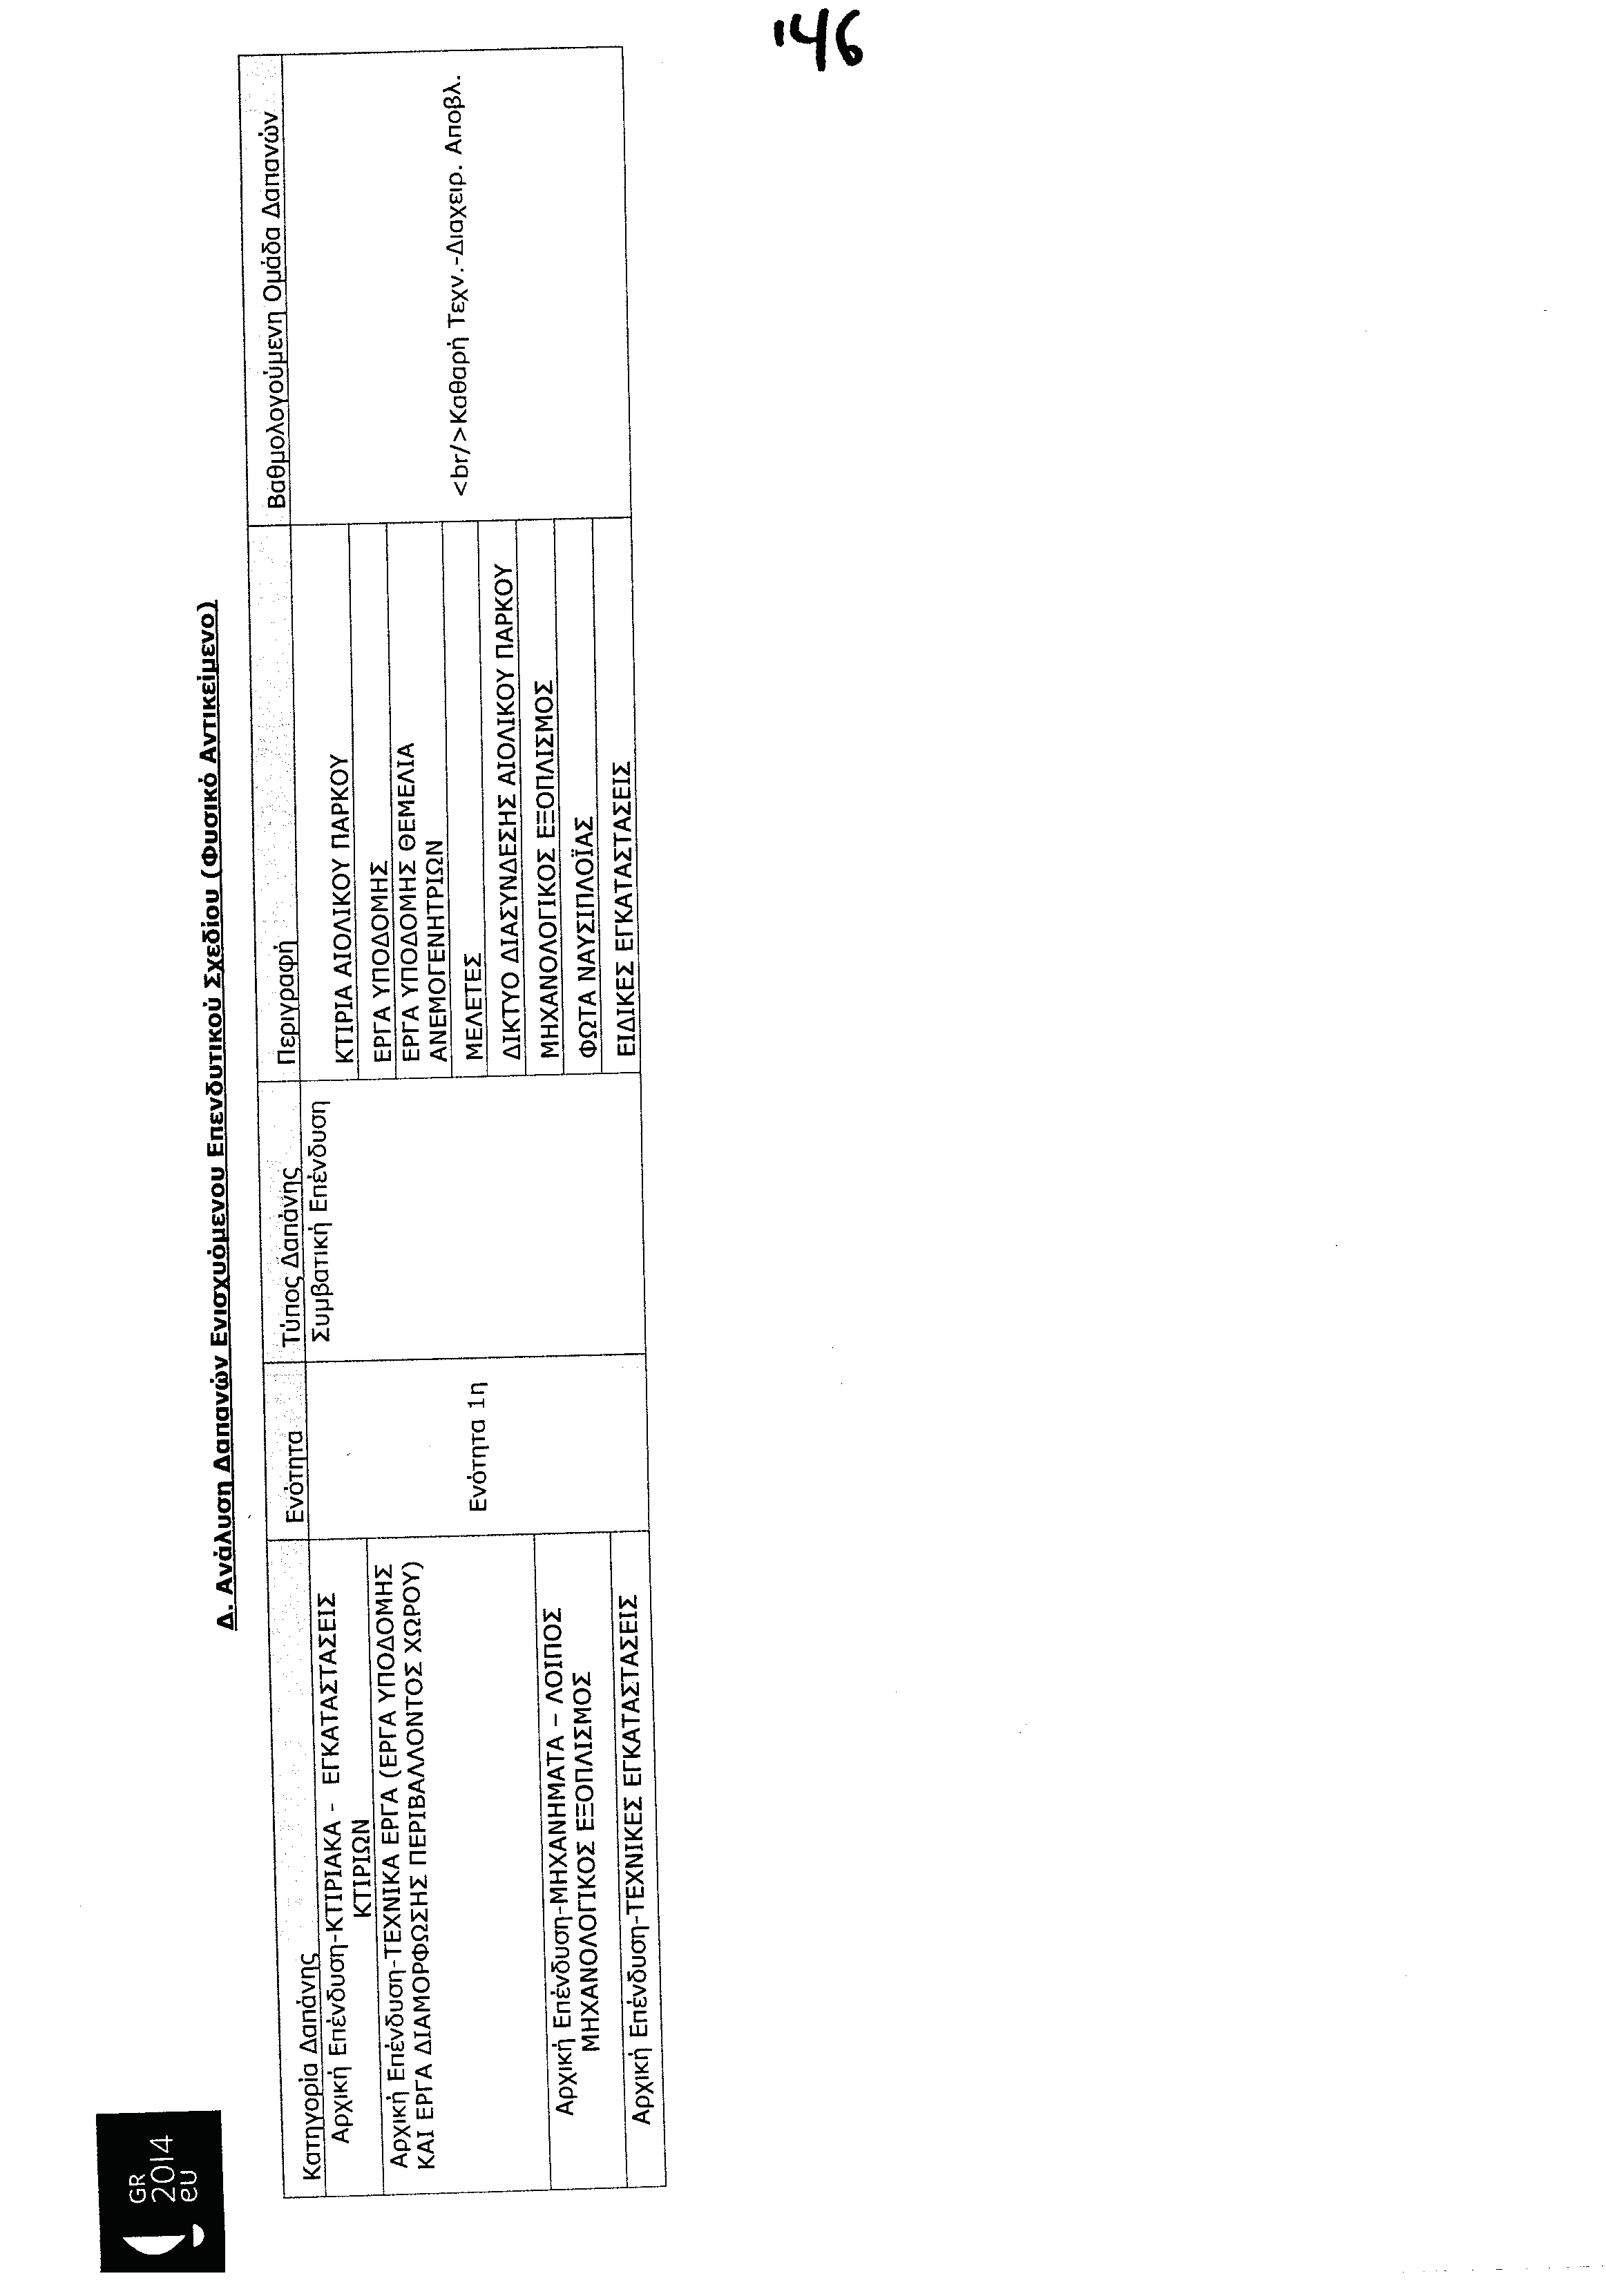 146
GR
2014
eu
Δ. Ανάλυση Δαπανών Ενισχυόμενου Επενδυτικού Σχεδίου (Φυσικό Αντικείμενο)
Κατηγορία Δαπάνης Ενότητα Τύπος Δαπάνης Περιγραφή Βαθμολογούμενη Ομάδα Δαπανών
Αρχική Επένδυση-ΚΤΙΡΙΑΚΑ - ΕΓΚΑΤΑΣΤΑΣΕΙΣ
ΚΤΙΡΙΩΝ
Αρχική Επένδυση-ΤΕΧΝΙΚΑ ΕΡΓΑ (ΕΡΓΑ ΥΠΟΔΟΜΗΣ
ΚΑΙ ΕΡΓΑ ΔΙΑΜΟΡΦΩΣΗΣ ΠΕΡΙΒΑΛΛΟΝΤΟΣ ΧΩΡΟΥ)
Αρχική Επένδυση-ΜΗΧΑΝΗΜΑΤΑ – ΛΟΙΠΟΣ
ΜΗΧΑΝΟΛΟΓΙΚΟΣ ΕΞΟΠΛΙΣΜΟΣ
Αρχική Επένδυση-ΤΕΧΝΙΚΕΣ ΕΓΚΑΤΑΣΤΑΣΕΙΣ
Ενότητα 1η
Συμβατική Επένδυση
ΚΤΙΡΙΑ ΑΙΟΛΙΚΟΥ ΠΑΡΚΟΥ
ΕΡΓΑ ΥΠΟΔΟΜΗΣ
ΕΡΓΑ ΥΠΟΔΟΜΗΣ ΘΕΜΕΛΙΑ
ΑΝΕΜΟΓΕΝΗΤΡΙΩΝ
ΜΕΛΕΤΕΣ
ΔΙΚΤΥΟ ΔΙΑΣΥΝΔΕΣΗΣ ΑΙΟΛΙΚΟΥ ΠΑΡΚΟΥ
ΜΗΧΑΝΟΛΟΓΙΚΟΣ ΕΞΟΠΛΙΣΜΟΣ
ΦΩΤΑ ΝΑΥΣΙΠΛΟΪΑΣ
ΕΙΔΙΚΕΣ ΕΓΚΑΤΑΣΤΑΣΕΙΣ
<br/>Καθαρή Τεχν.-Διαχειρ. Αποβλ.